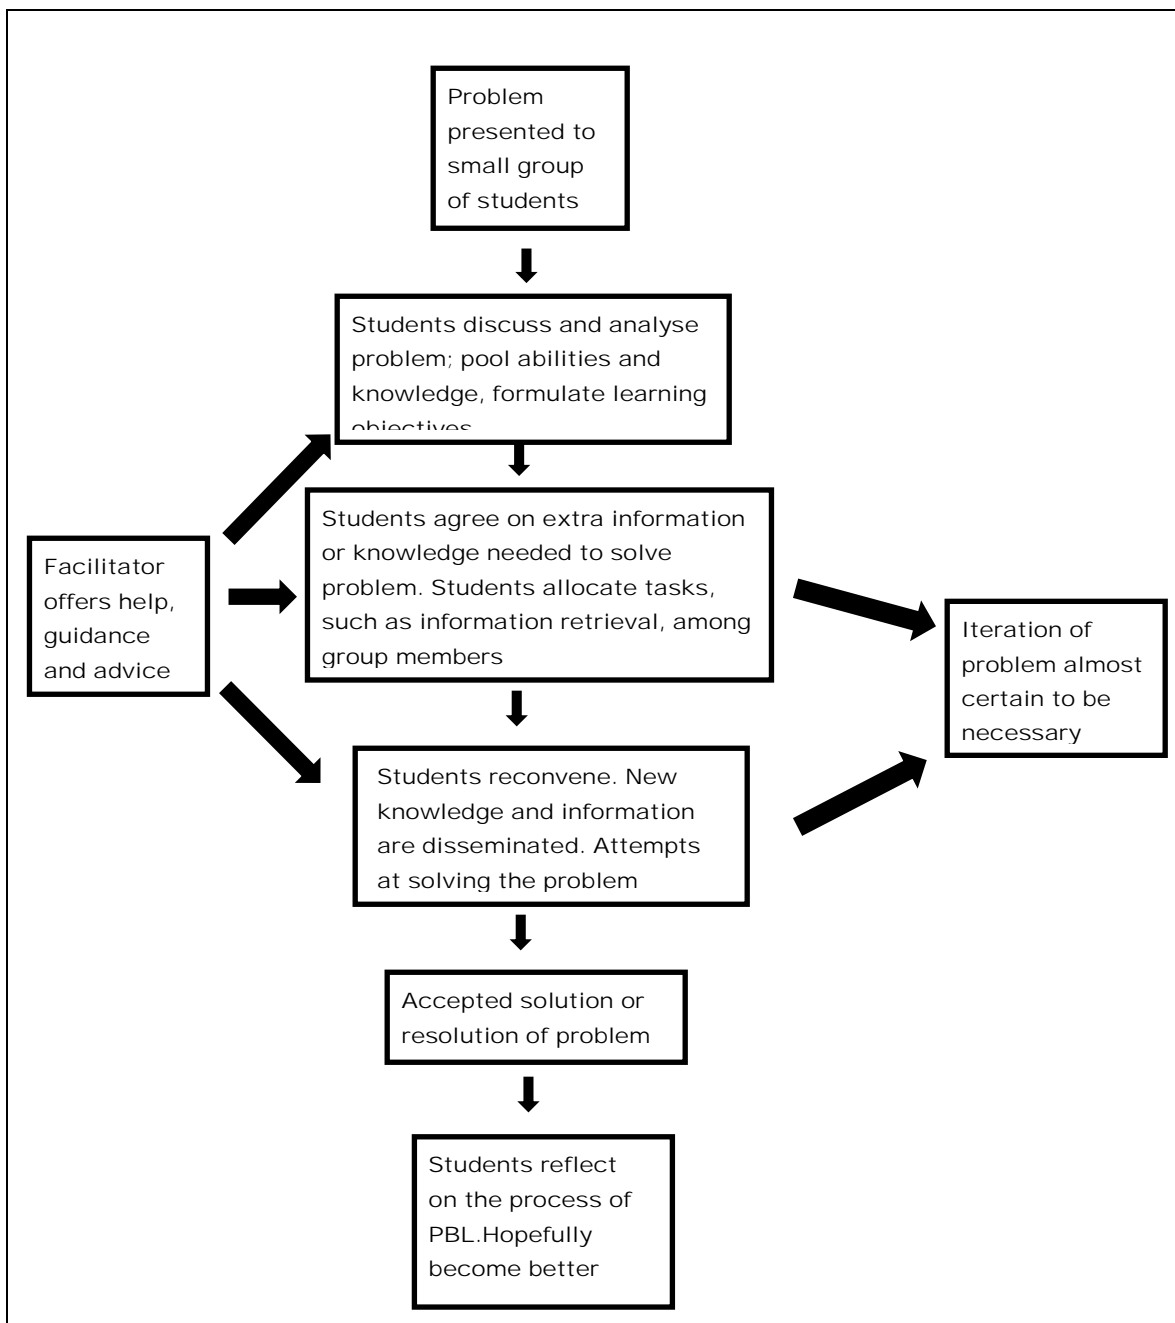 Problem
presented to
small group
of students
Students discuss and analyse
problem; pool abilities and
knowledge, formulate learning
objectives
Students agree on extra information
or knowledge needed to solve
problem. Students allocate tasks,
such as information retrieval, among
group members
Facilitator
offers help,
guidance
and advice
Iteration of
problem almost
certain to be
necessary
Students reconvene. New
knowledge and information
are disseminated. Attempts
at solving the problem
Accepted solution or
resolution of problem
Students reflect
on the process of
PBL.Hopefully
become better